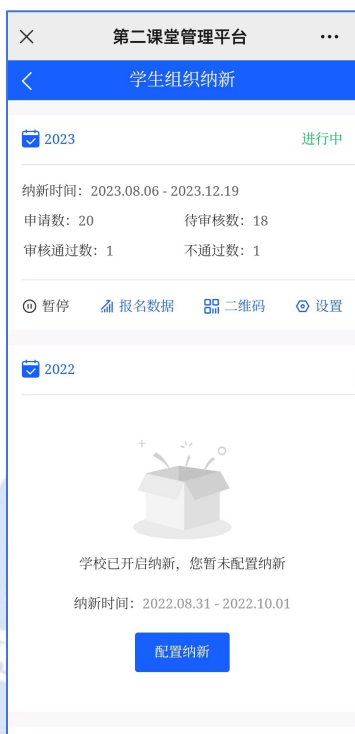 第二课堂管理平台
学生组织纳新
2023 进行中
纳新时间：2023.08.06 - 2023.12.19
申请数：20 待审核数：18
审核通过数：1 不通过数：1
暂停 报名数据 二维码 设置
2022
学校已开启纳新，您暂未配置纳新
纳新时间：2022.08.31 - 2022.10.01
配置纳新